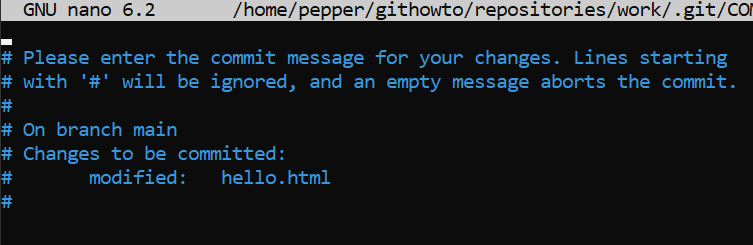 GNU nano 6.2 /home/pepper/githowto/repositories/work/.git/COM
# Please enter the commit message for your changes. Lines starting
# with '#' will be ignored, and an empty message aborts the commit.
#
# On branch main
# Changes to be committed:
# modified: hello.html
#